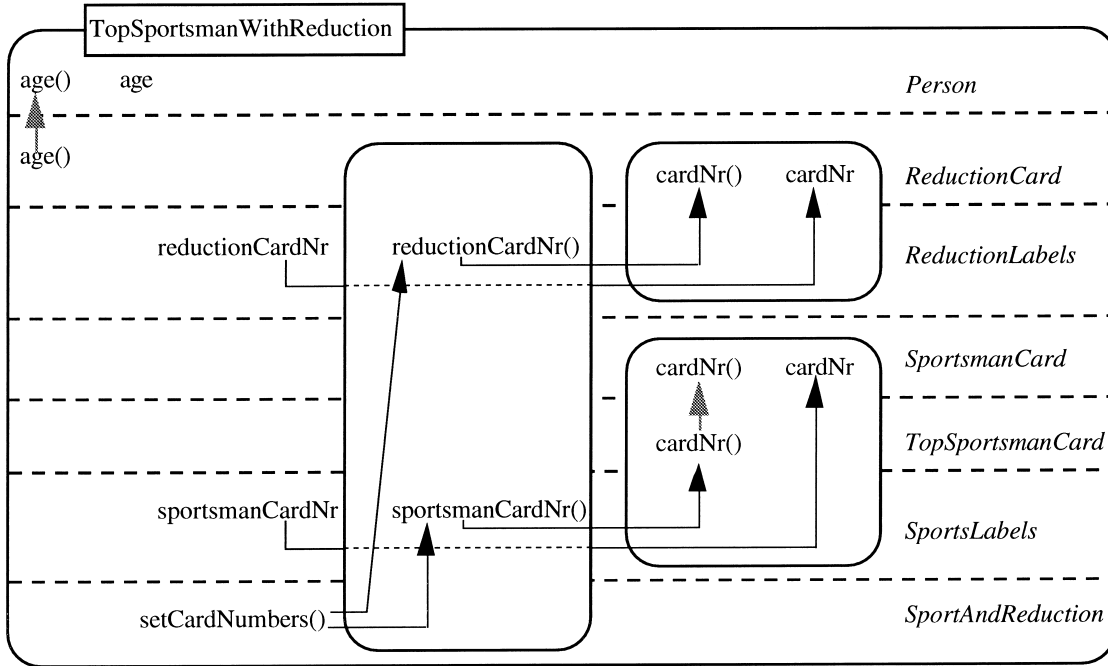 TopSportsmanWithReduction
age() age Person
age()
cardNr() cardNr ReductionCard
reductionCardNr reductionCardNr() ReductionLabels
cardNr() cardNr SportsmanCard
cardNr() TopSportsmanCard
sportsmanCardNr sportsmanCardNr() SportsLabels
setCardNumbers() SportAndReduction